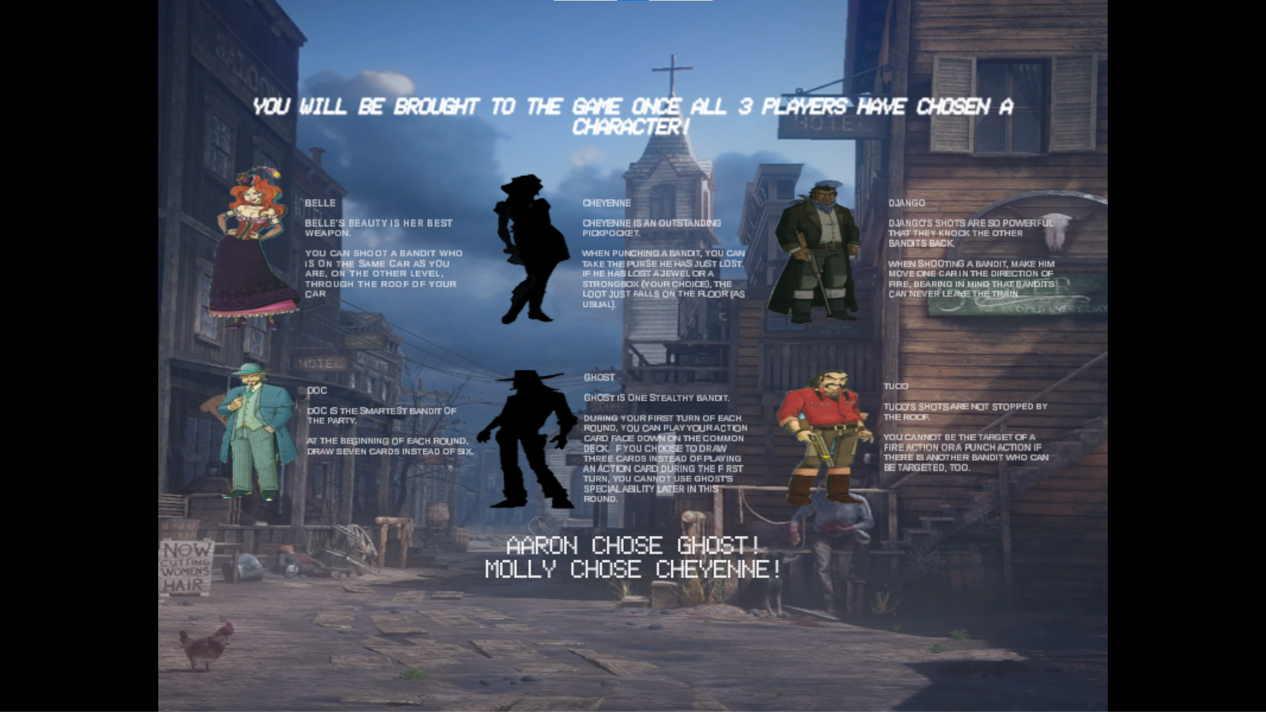 YOU WILL BE BROUGHT TO THE GAME ONCE ALL 3 PLAYERS HAVE CHOSEN A
CHARACTER!
BELLE
BELLE'S BEAUTY IS HER BEST
WEAPON.
YOU CAN SHOOT A BANDIT WHO
IS ON THE SAME CAR AS YOU
ARE, ON THE OTHER LEVEL,
THROUGH THE ROOF OF YOUR
CAR
CHEYENNE
CHEYENNE IS AN OUTSTANDING
PICKPOCKET.
WHEN PUNCHING A BANDIT, YOU CAN
TAKE THE PURSE HE HAS JUST LOST.
IF HE HAS LOST A JEWEL OR A
STRONGBOX (YOUR CHOICE), THE
LOOT JUST FALLS ON THE FLOOR (AS
USUAL).
DJANGO
DJANGO'S SHOTS ARE SO POWERFUL
THAT THEY KNOCK THE OTHER
BANDITS BACK.
WHEN SHOOTING A BANDIT, MAKE HIM
MOVE ONE CAR IN THE DIRECTION OF
FIRE, BEARING IN MIND THAT BANDITS
CAN NEVER LEAVE THE TRAIN
DOC
DOC IS THE SMARTEST BANDIT OF
THE PARTY.
AT THE BEGINNING OF EACH ROUND,
DRAW SEVEN CARDS INSTEAD OF SIX.
GHOST
GHOST IS ONE STEALTHY BANDIT.
DURING YOUR FIRST TURN OF EACH
ROUND, YOU CAN PLAY YOUR ACTION
CARD FACE DOWN ON THE COMMON
DECK. IF YOU CHOOSE TO DRAW
THREE CARDS INSTEAD OF PLAYING
AN ACTION CARD DURING THE FIRST
TURN, YOU CANNOT USE GHOST'S
SPECIAL ABILITY LATER IN THIS
ROUND.
TUCO
TUCO'S SHOTS ARE NOT STOPPED BY
THE ROOF.
YOU CANNOT BE THE TARGET OF A
FIRE ACTION OR A PUNCH ACTION IF
THERE IS ANOTHER BANDIT WHO CAN
BE TARGETED, TOO.
AARON CHOSE GHOST!
MOLLY CHOSE CHEYENNE!
SALOON
HOTEL
HOTEL
NOW
CUTTING
WOMEN'S
HAIR